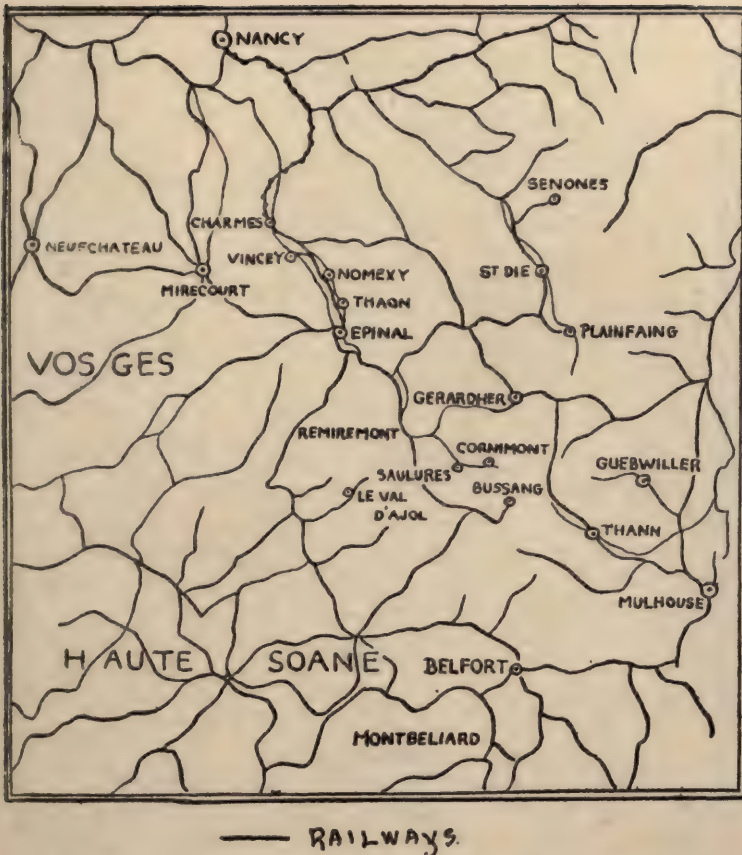 NANCY
SENONES
CHARMES
NEUFCHATEAU
VINCEY
NOMEXY
ST DIE
MIRECOURT
THAON
EPINAL
PLAINFAING
VOSGES
GERARDHER
REMIREMONT
CORNIMONT
GUEBWILLER
SAULURES
BUSSANG
LE VAL
D'AJOL
THANN
MULHOUSE
HAUTE SOANE
BELFORT
MONTBELIARD
RAILWAYS.